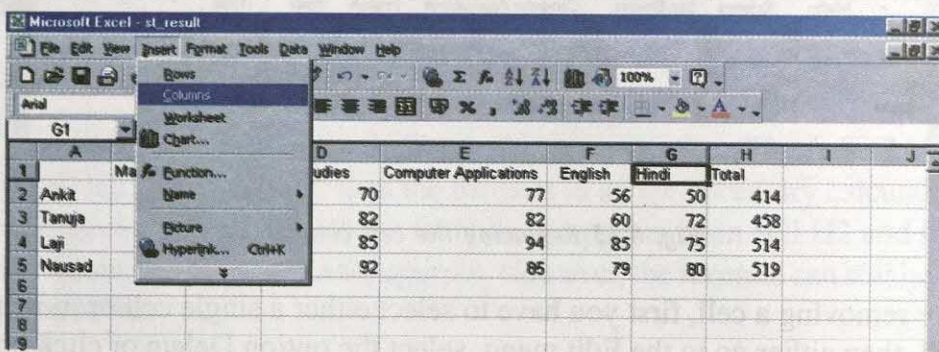 Microsoft Excel - st_result
File Edit View Insert Format Tools Data Window Help
Rows
Columns
Worksheet
Chart...
Function...
Name
Picture
Hyperlink... Ctrl+K
100%
Arial
G1
A D E F G H I J
1 Ma udies Computer Applications English Hindi Total
2 Ankit 70 77 56 50 414
3 Tanuja 82 82 60 72 458
4 Laji 85 94 85 75 514
5 Nausad 92 85 79 80 519
6
7
8
9